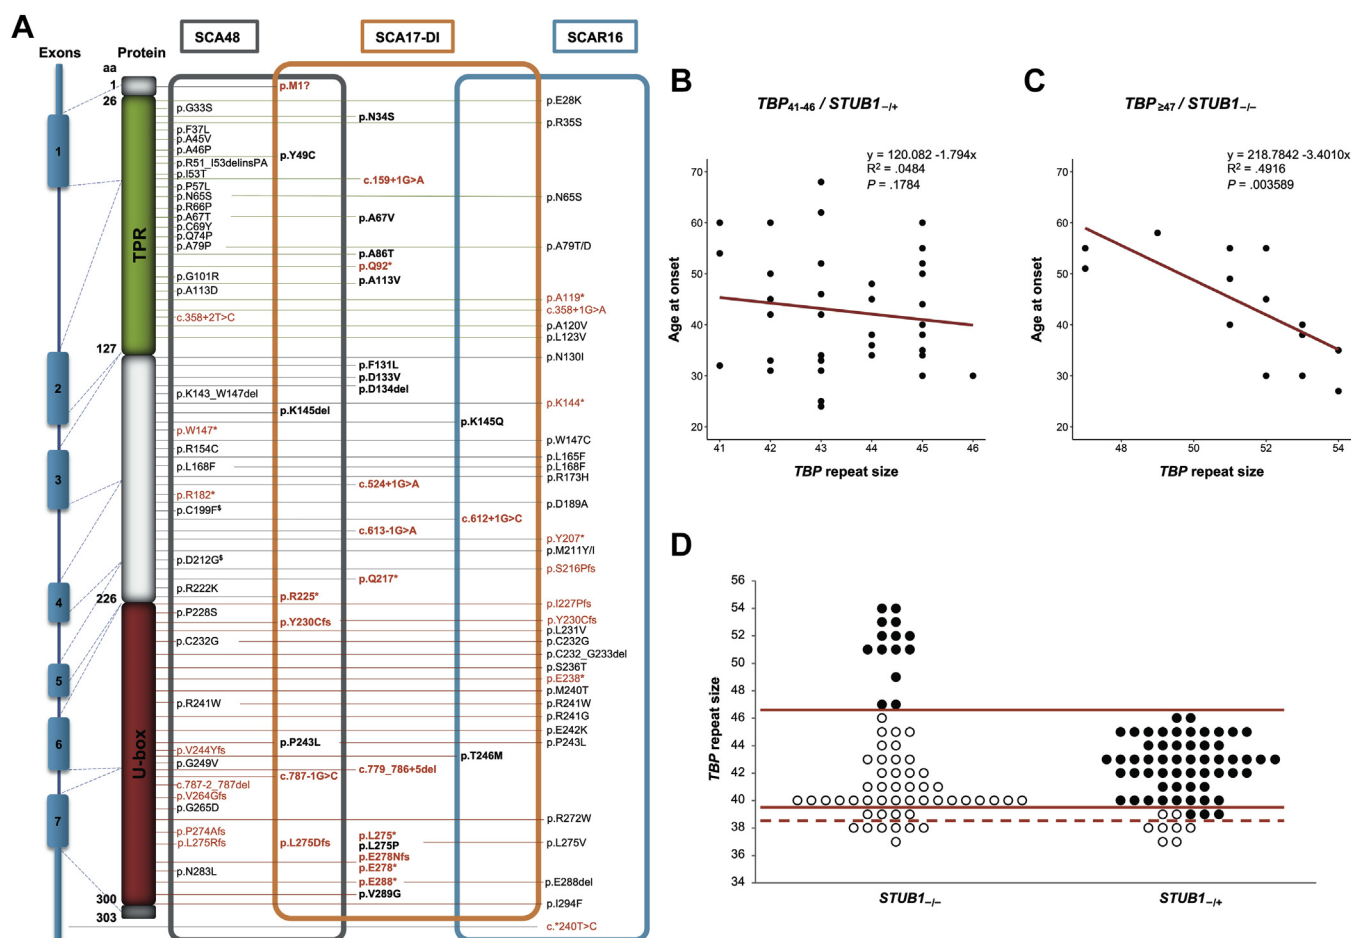 A
SCA48
SCA17-DI
SCAR16
Exons
Protein
aa
1
26
127
226
300
303
1
2
3
4
5
6
7
TPR
U-box
p.G33S
p.F37L
p.A45V
p.A46P
p.R51_I53delinsPA
p.I53T
p.P57L
p.N65S
p.R66P
p.A67T
p.C69Y
p.Q74P
p.A79P
p.G101R
p.A113D
c.358+2T>C
p.K143_W147del
p.W147*
p.R154C
p.L168F
p.R182*
p.C199F$
p.D212G$
p.R222K
p.P228S
p.C232G
p.R241W
p.V244Yfs
p.G249V
c.787-2_787del
p.V264Gfs
p.G265D
p.P274Afs
p.L275Rfs
p.N283L
p.M1?
p.Y49C
p.K145del
p.R225*
p.Y230Cfs
p.P243L
c.787-1G>C
p.L275Dfs
p.N34S
c.159+1G>A
p.A67V
p.A86T
p.Q92*
p.A113V
p.F131L
p.D133V
p.D134del
c.524+1G>A
c.613-1G>A
p.Q217*
c.779_786+5del
p.L275*
p.L275P
p.E278Nfs
p.E278*
p.E288*
p.V289G
p.K145Q
c.612+1G>C
p.T246M
p.E28K
p.R35S
p.N65S
p.A79T/D
p.A119*
c.358+1G>A
p.A120V
p.L123V
p.N130I
p.K144*
p.W147C
p.L165F
p.L168F
p.R173H
p.D189A
p.Y207*
p.M211Y/I
p.S216Pfs
p.I227Pfs
p.Y230Cfs
p.L231V
p.C232G
p.C232_G233del
p.S236T
p.E238*
p.M240T
p.R241W
p.R241G
p.E242K
p.P243L
p.R272W
p.L275V
p.E288del
p.I294F
c.*240T>C
B
TBP41-46 / STUB1–/+
y = 120.082 -1.794x
R² = .0484
P = .1784
Age at onset
70
60
50
40
30
20
41 42 43 44 45 46
TBP repeat size
C
TBP≥47 / STUB1–/–
y = 218.7842 -3.4010x
R² = .4916
P = .003589
Age at onset
70
60
50
40
30
20
48 50 52 54
TBP repeat size
D
TBP repeat size
56
54
52
50
48
46
44
42
40
38
36
34
STUB1–/– STUB1–/+